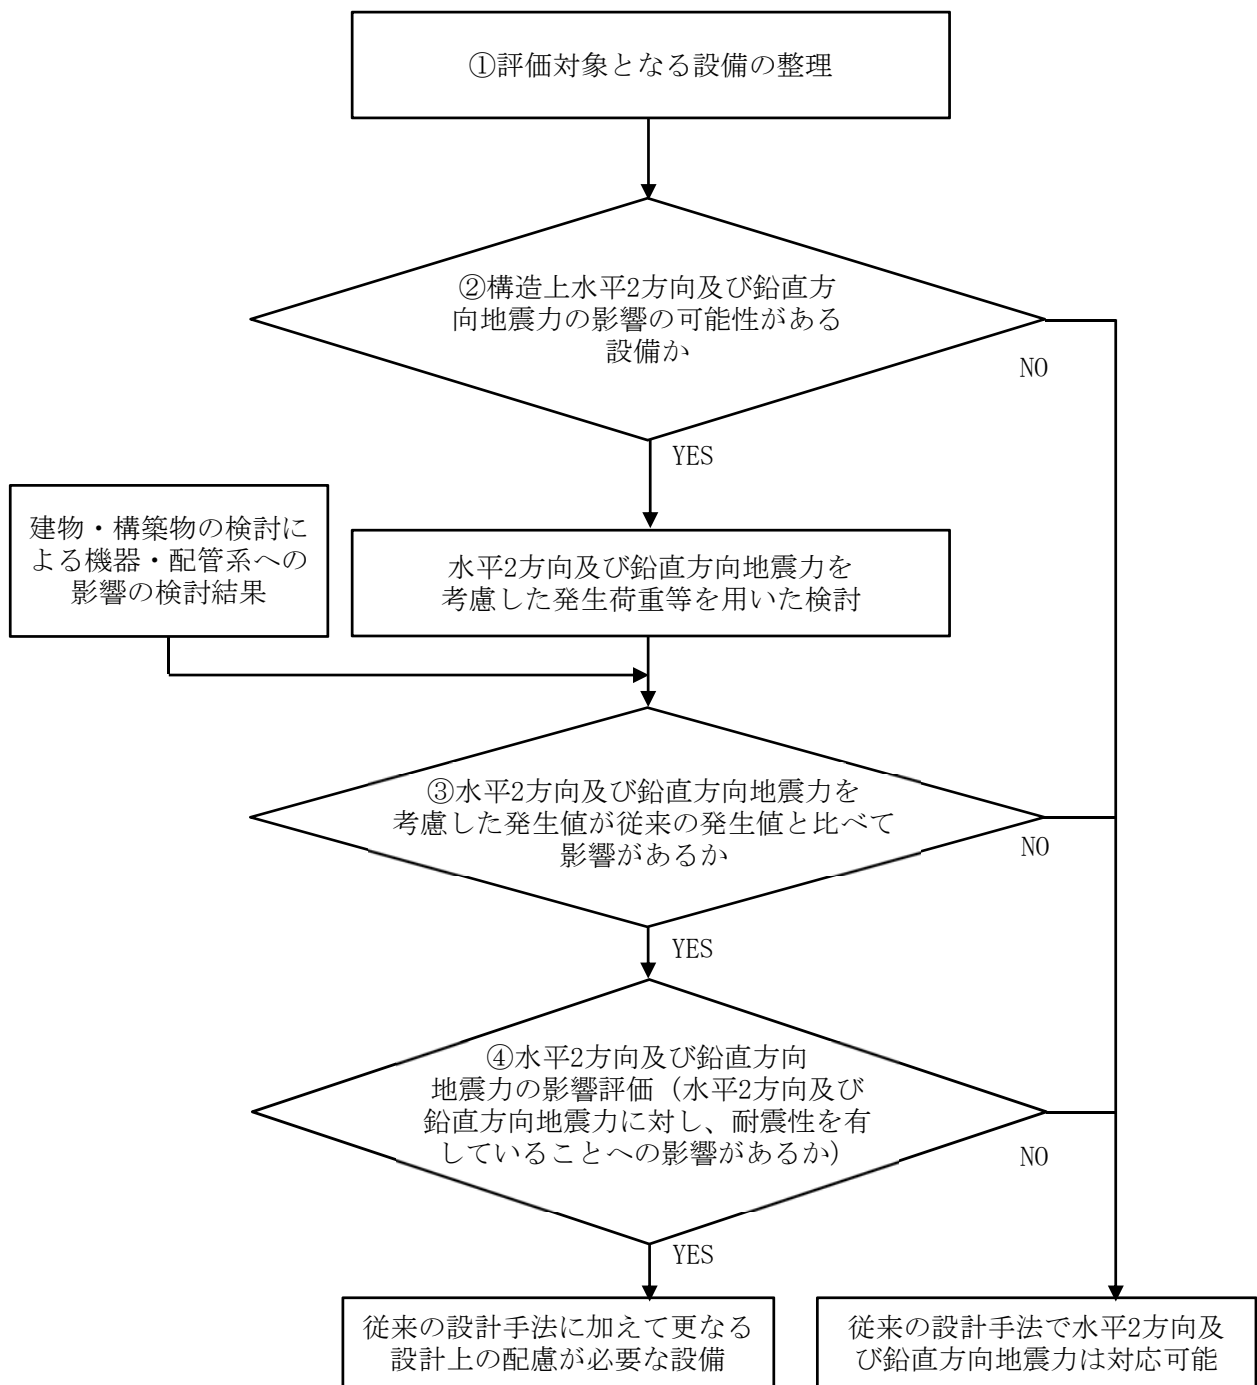 ①評価対象となる設備の整理
②構造上水平2方向及び鉛直方
向地震力の影響の可能性がある
設備か
NO
YES
建物・構築物の検討に
よる機器・配管系への
影響の検討結果
水平2方向及び鉛直方向地震力を
考慮した発生荷重等を用いた検討
③水平2方向及び鉛直方向地震力を
考慮した発生値が従来の発生値と比べて
影響があるか
NO
YES
④水平2方向及び鉛直方向
地震力の影響評価（水平2方向及び
鉛直方向地震力に対し、耐震性を有
していることへの影響があるか）
NO
YES
従来の設計手法に加えて更なる
設計上の配慮が必要な設備
従来の設計手法で水平2方向及
び鉛直方向地震力は対応可能